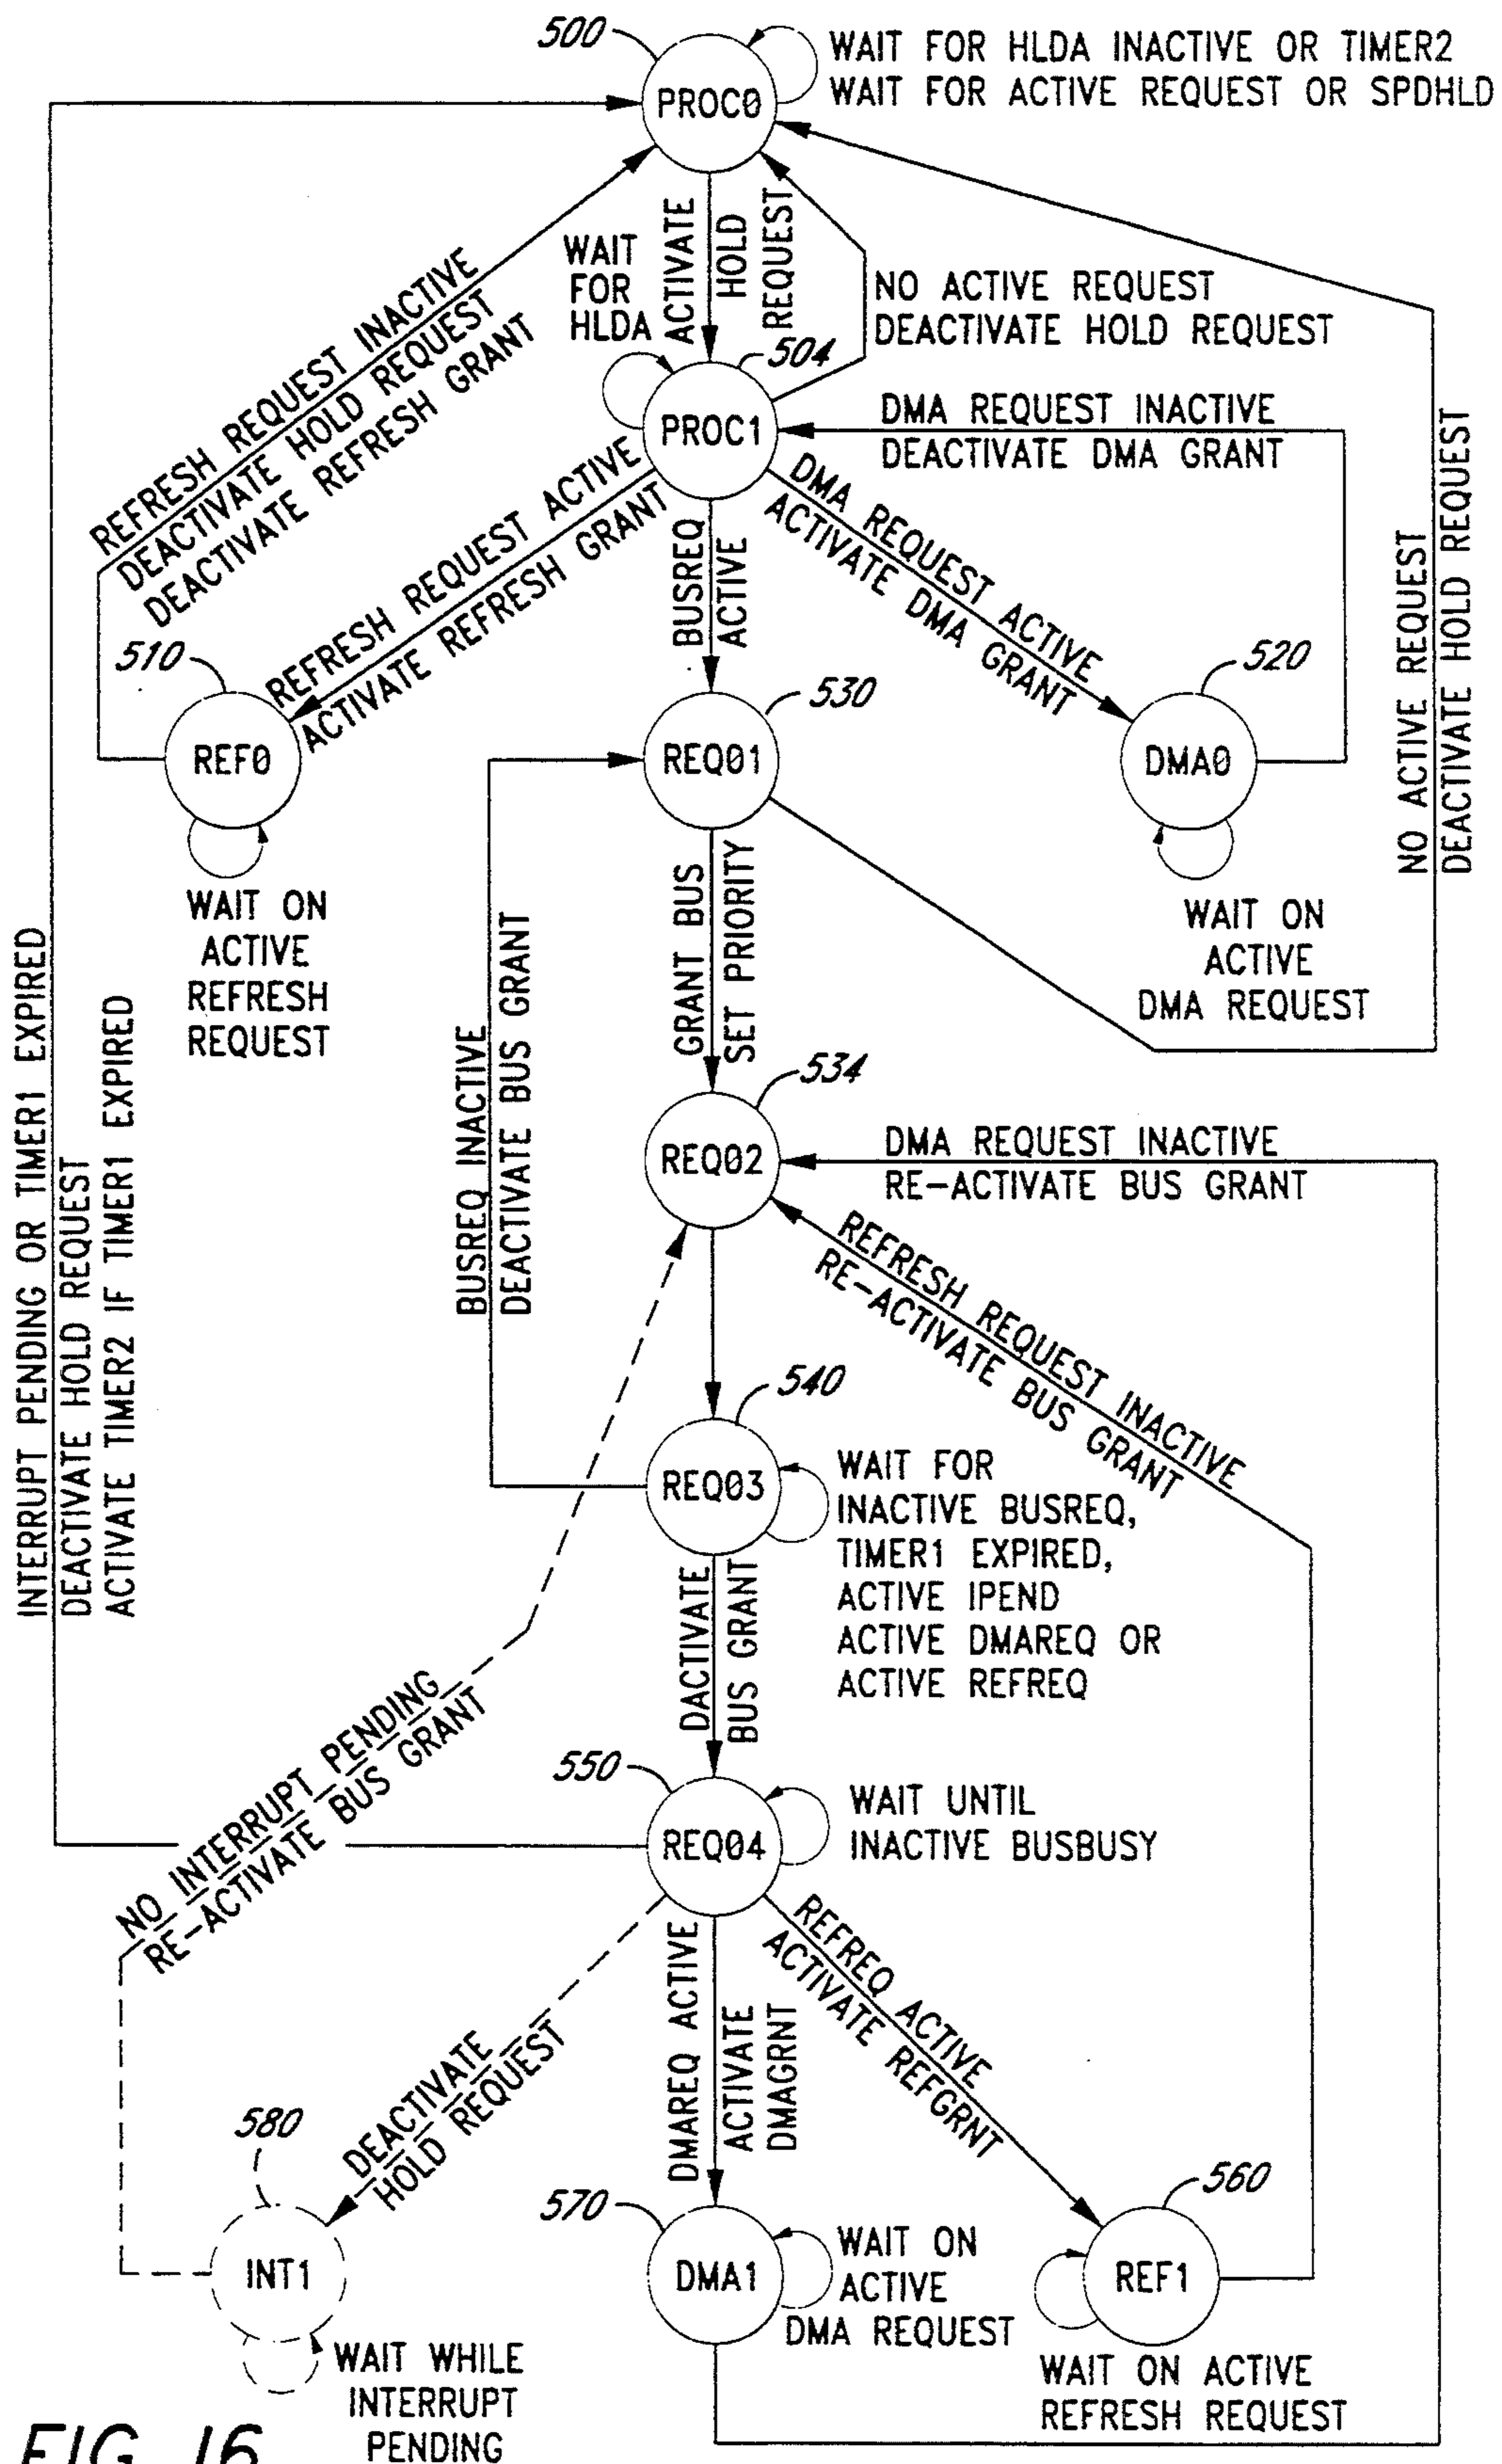 500
WAIT FOR HLDA INACTIVE OR TIMER2
WAIT FOR ACTIVE REQUEST OR SPDHLD
PROC0
WAIT
FOR
HLDA
ACTIVATE
HOLD
REQUEST
NO ACTIVE REQUEST
DEACTIVATE HOLD REQUEST
504
PROC1
REFRESH REQUEST INACTIVE
DEACTIVATE HOLD REQUEST
DEACTIVATE REFRESH GRANT
DMA REQUEST INACTIVE
DEACTIVATE DMA GRANT
REFRESH REQUEST ACTIVE
ACTIVATE REFRESH GRANT
BUSREQ
ACTIVE
DMA REQUEST ACTIVE
ACTIVATE DMA GRANT
NO ACTIVE REQUEST
DEACTIVATE HOLD REQUEST
510
REF0
530
REQ01
520
DMA0
WAIT ON
ACTIVE
REFRESH
REQUEST
WAIT ON
ACTIVE
DMA REQUEST
GRANT BUS
SET PRIORITY
BUSREQ INACTIVE
DEACTIVATE BUS GRANT
INTERRUPT PENDING OR TIMER1 EXPIRED
DEACTIVATE HOLD REQUEST
ACTIVATE TIMER2 IF TIMER1 EXPIRED
534
REQ02
DMA REQUEST INACTIVE
RE-ACTIVATE BUS GRANT
REFRESH REQUEST INACTIVE
RE-ACTIVATE BUS GRANT
540
REQ03
WAIT FOR
INACTIVE BUSREQ,
TIMER1 EXPIRED,
ACTIVE IPEND
ACTIVE DMAREQ OR
ACTIVE REFREQ
DACTIVATE
BUS GRANT
NO INTERRUPT PENDING
RE-ACTIVATE BUS GRANT
550
REQ04
WAIT UNTIL
INACTIVE BUSBUSY
DEACTIVATE
HOLD REQUEST
DMAREQ ACTIVE
ACTIVATE
DMAGRNT
REFREQ ACTIVE
ACTIVATE REFGRNT
580
INT1
570
DMA1
WAIT ON
ACTIVE
DMA REQUEST
560
REF1
WAIT WHILE
INTERRUPT
PENDING
WAIT ON ACTIVE
REFRESH REQUEST
FIG. 16